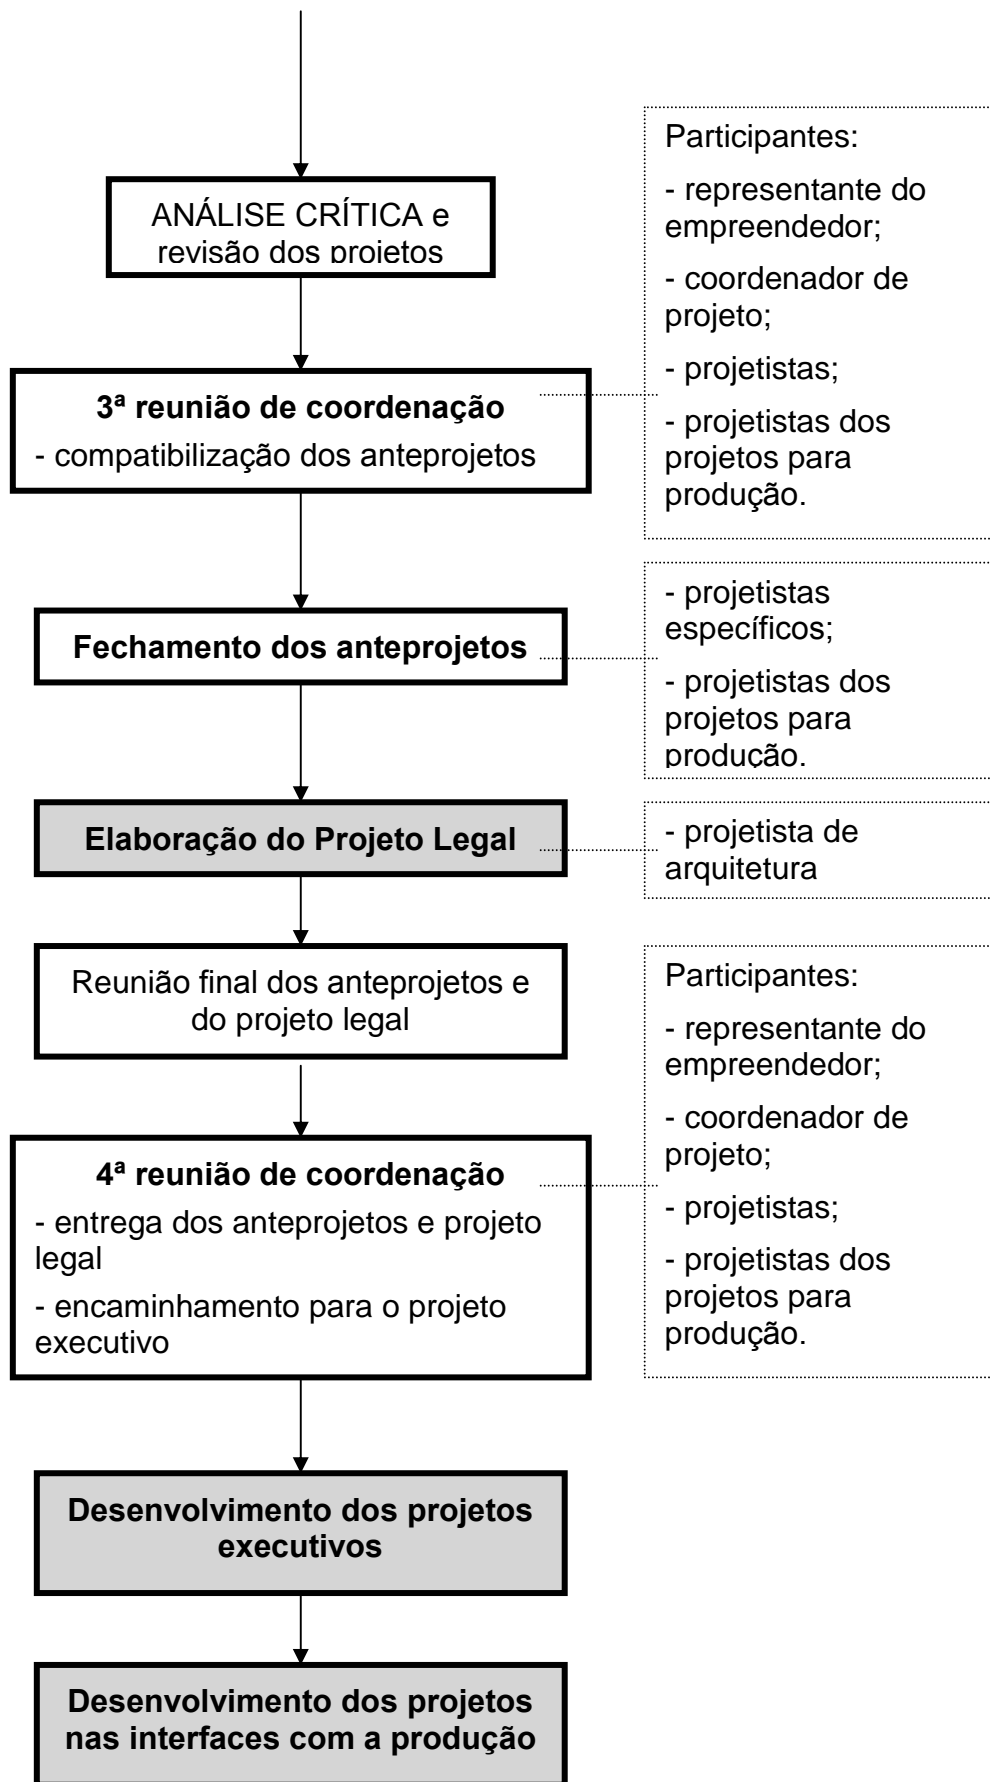 ANÁLISE CRÍTICA e
revisão dos projetos
Participantes:
- representante do
empreendedor;
- coordenador de
projeto;
- projetistas;
- projetistas dos
projetos para
produção.
3ª reunião de coordenação
- compatibilização dos anteprojetos
Fechamento dos anteprojetos
- projetistas
específicos;
- projetistas dos
projetos para
produção.
Elaboração do Projeto Legal
- projetista de
arquitetura
Reunião final dos anteprojetos e
do projeto legal
Participantes:
- representante do
empreendedor;
- coordenador de
projeto;
- projetistas;
- projetistas dos
projetos para
produção.
4ª reunião de coordenação
- entrega dos anteprojetos e projeto
legal
- encaminhamento para o projeto
executivo
Desenvolvimento dos projetos
executivos
Desenvolvimento dos projetos
nas interfaces com a produção